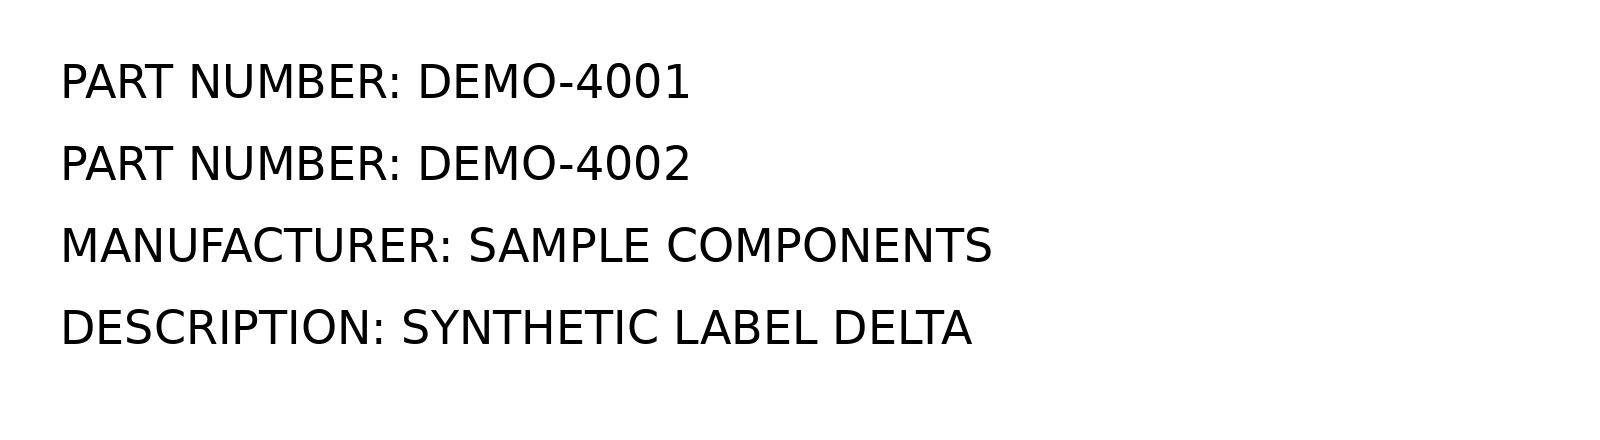 PART NUMBER: DEMO-4001
PART NUMBER: DEMO-4002
MANUFACTURER: SAMPLE COMPONENTS
DESCRIPTION: SYNTHETIC LABEL DELTA